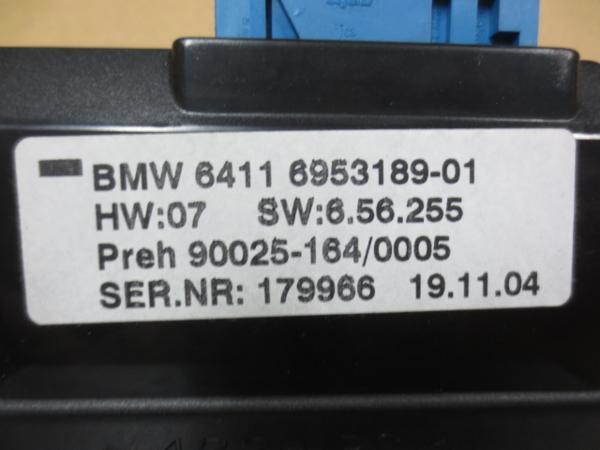 BMW 6411 6953189-01
HW:07 SW:6.56.255
Preh 90025-164/0005
SER.NR: 179966 19.11.04